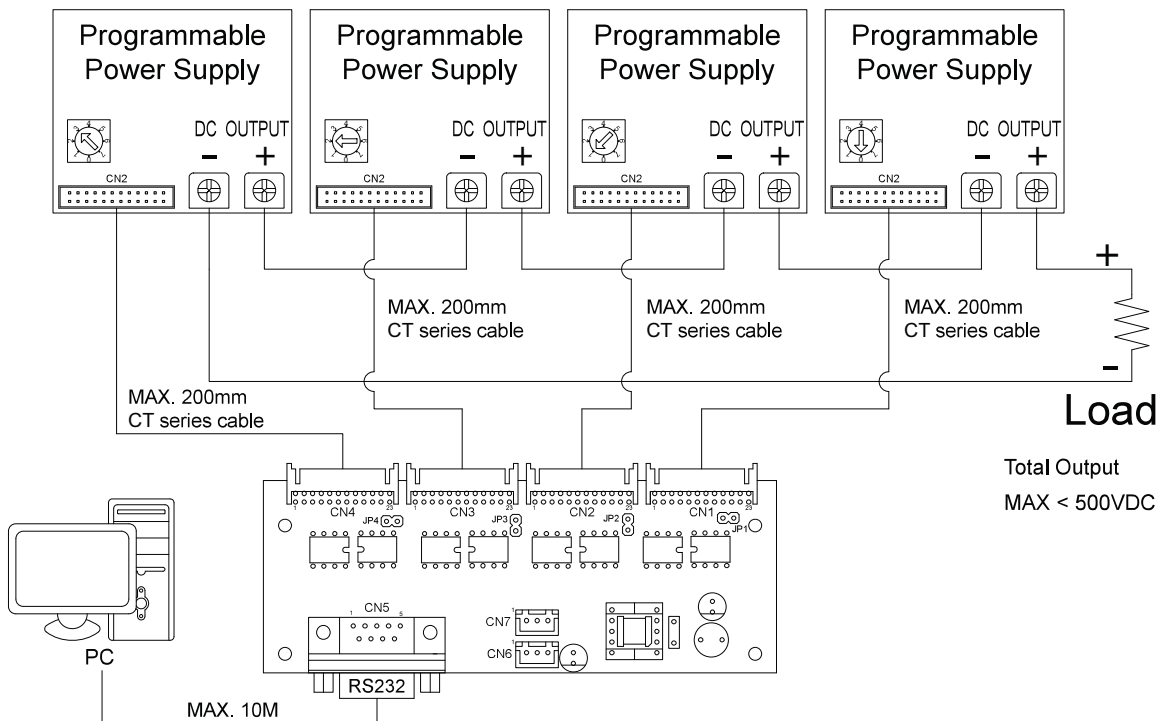 Programmable
Power Supply
DC OUTPUT
- +
CN2
Programmable
Power Supply
DC OUTPUT
- +
CN2
Programmable
Power Supply
DC OUTPUT
- +
CN2
Programmable
Power Supply
DC OUTPUT
- +
CN2
+
MAX. 200mm
CT series cable
MAX. 200mm
CT series cable
MAX. 200mm
CT series cable
-
MAX. 200mm
CT series cable
Load
Total Output
MAX < 500VDC
1 23
CN4
JP4
1 23
CN3
JP3
1 23
CN2
JP2
1 23
CN1
JP1
CN5
1 5
1
CN7
1
CN6
PC
RS232
MAX. 10M